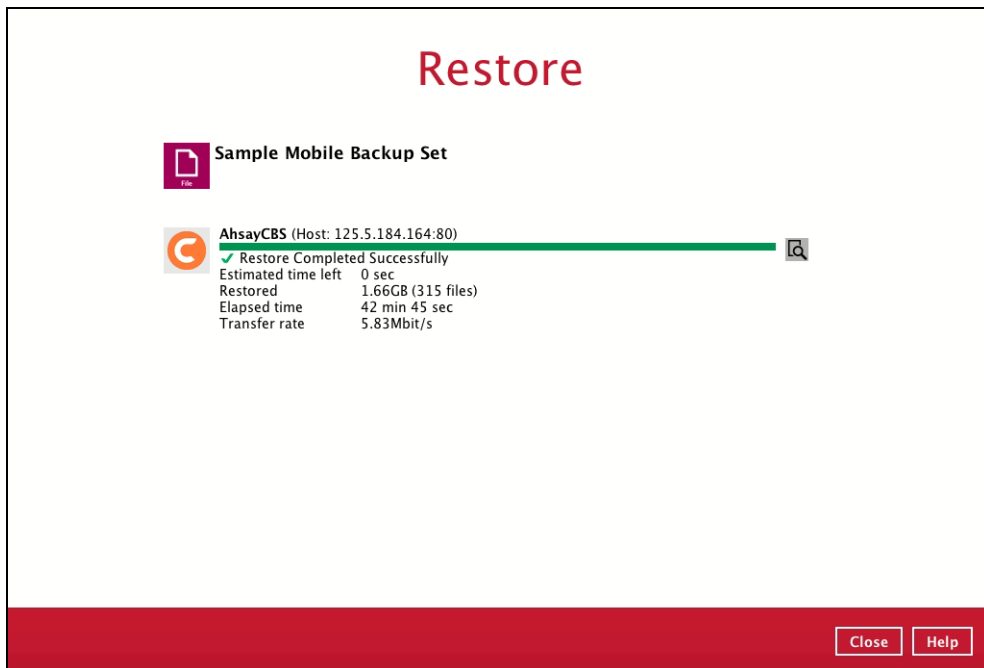 Restore
Sample Mobile Backup Set
File
AhsayCBS (Host: 125.5.184.164:80)
Restore Completed Successfully
Estimated time left 0 sec
Restored 1.66GB (315 files)
Elapsed time 42 min 45 sec
Transfer rate 5.83Mbit/s
Close Help